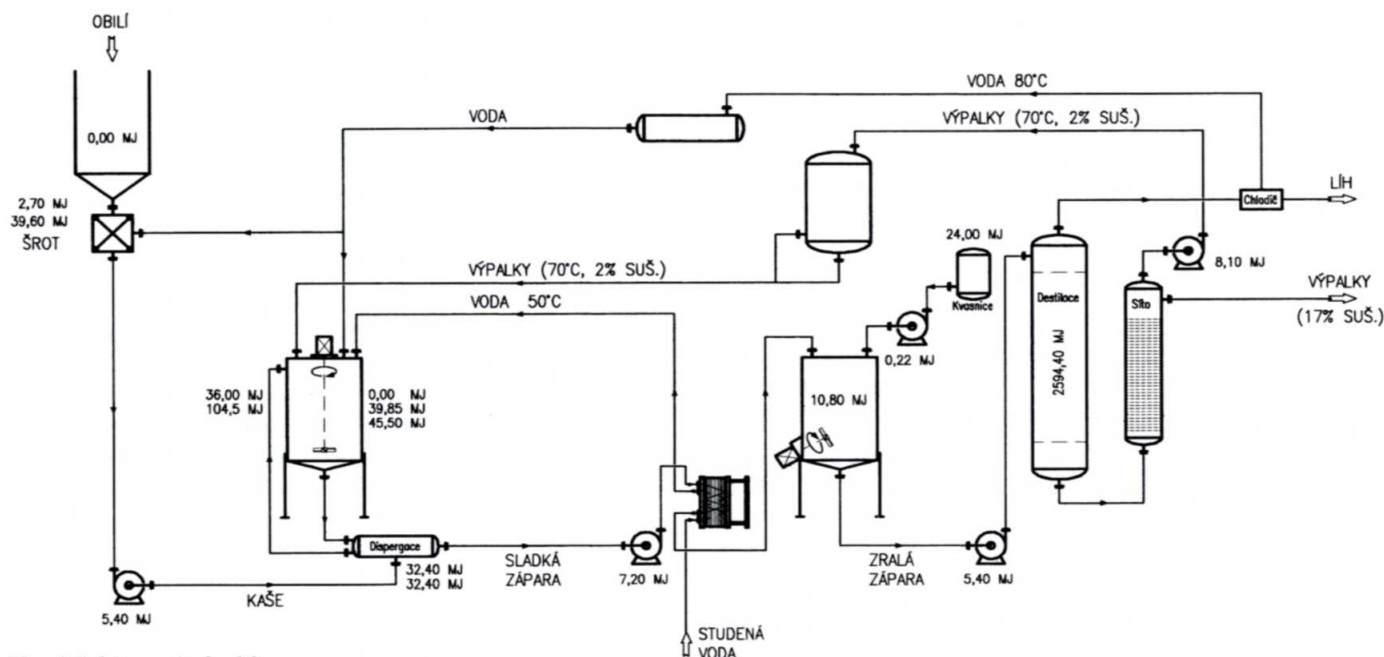 OBILÍ
0,00 MJ
2,70 MJ
39,60 MJ
ŠROT
VODA
VODA 80°C
VÝPALKY (70°C, 2% SUŠ.)
LÍH
Chladič
24,00 MJ
Kvasnice
0,22 MJ
8,10 MJ
VÝPALKY
(17% SUŠ.)
VÝPALKY (70°C, 2% SUŠ.)
VODA 50°C
Destilace
2594,40 MJ
Síto
36,00 MJ
104,5 MJ
0,00 MJ
39,85 MJ
45,50 MJ
10,80 MJ
Dispergace
32,40 MJ
32,40 MJ
SLADKÁ
ZÁPARA
7,20 MJ
ZRALÁ
ZÁPARA
5,40 MJ
KAŠE
5,40 MJ
STUDENÁ
VODA